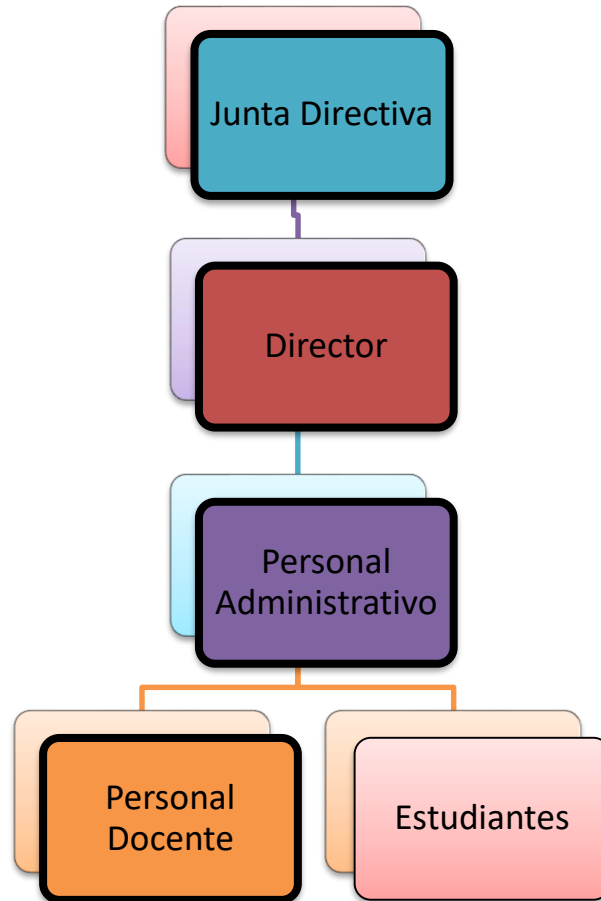 Junta Directiva
Director
Personal
Administrativo
Personal
Docente
Estudiantes